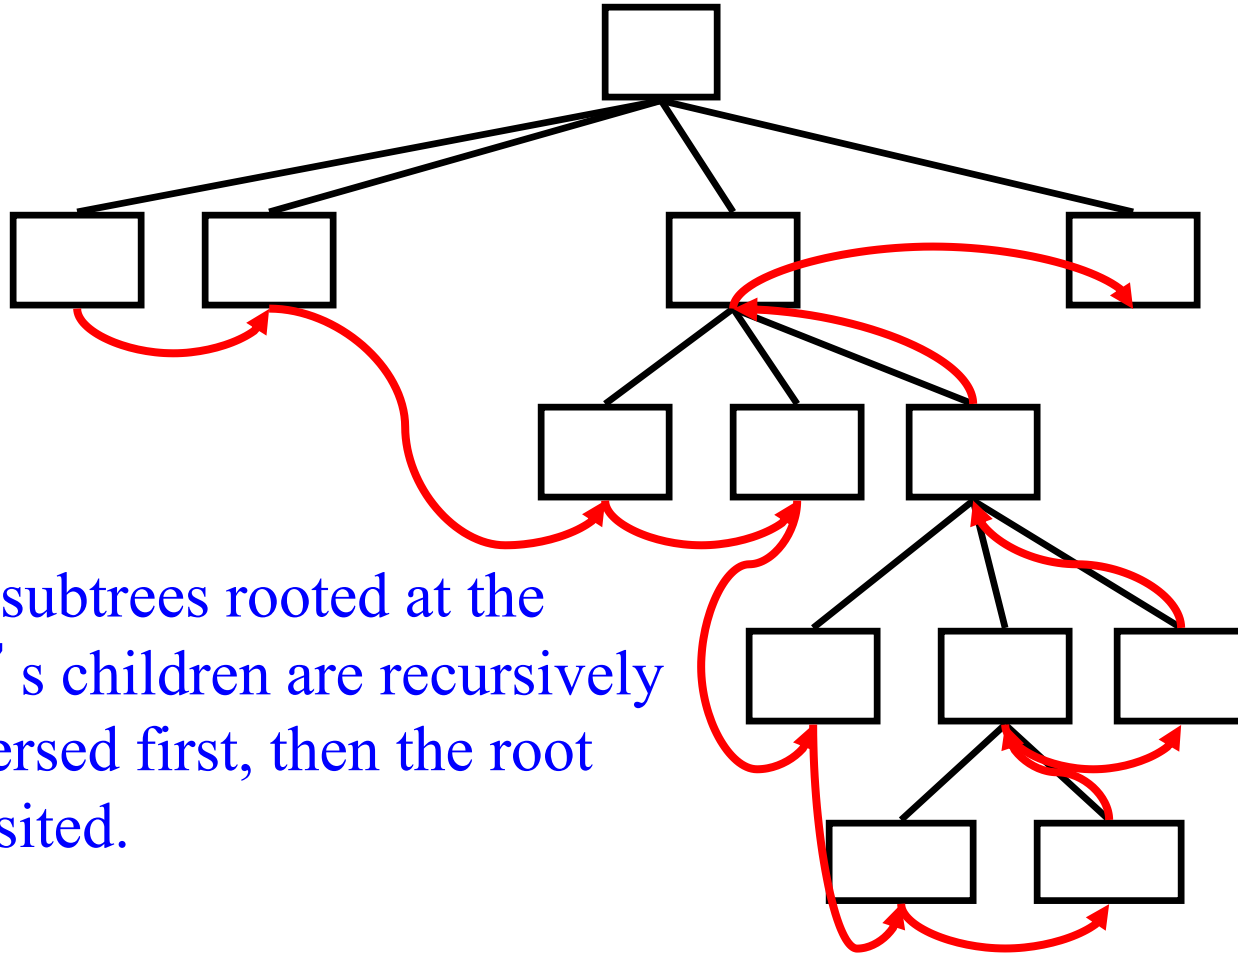 subtrees rooted at the
’ s children are recursively
ersed first, then the root
sited.